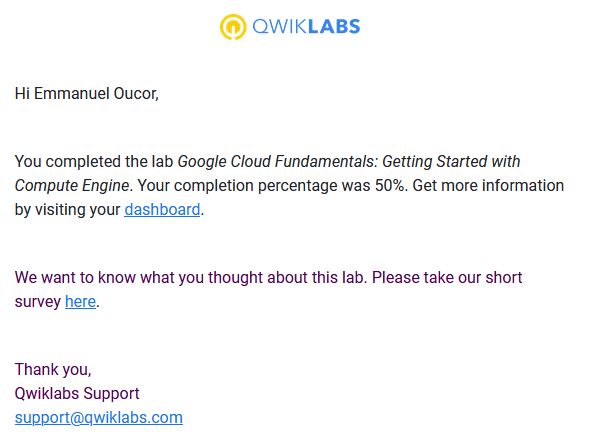 QWIKLABS
Hi Emmanuel Oucor,
You completed the lab Google Cloud Fundamentals: Getting Started with
Compute Engine. Your completion percentage was 50%. Get more information
by visiting your dashboard.
We want to know what you thought about this lab. Please take our short
survey here.
Thank you,
Qwiklabs Support
support@qwiklabs.com